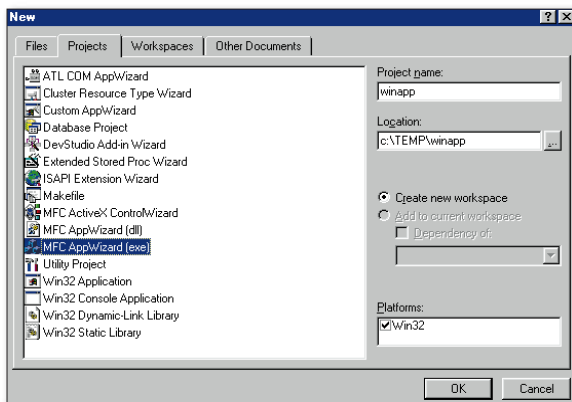 New
Files Projects Workspaces Other Documents
ATL COM AppWizard
Cluster Resource Type Wizard
Custom AppWizard
Database Project
DevStudio Add-in Wizard
Extended Stored Proc Wizard
ISAPI Extension Wizard
Makefile
MFC ActiveX ControlWizard
MFC AppWizard (dll)
MFC AppWizard (exe)
Utility Project
Win32 Application
Win32 Console Application
Win32 Dynamic-Link Library
Win32 Static Library
Project name:
winapp
Location:
c:\TEMP\winapp
...
Create new workspace
Add to current workspace
Dependency of:
Platforms:
Win32
OK Cancel